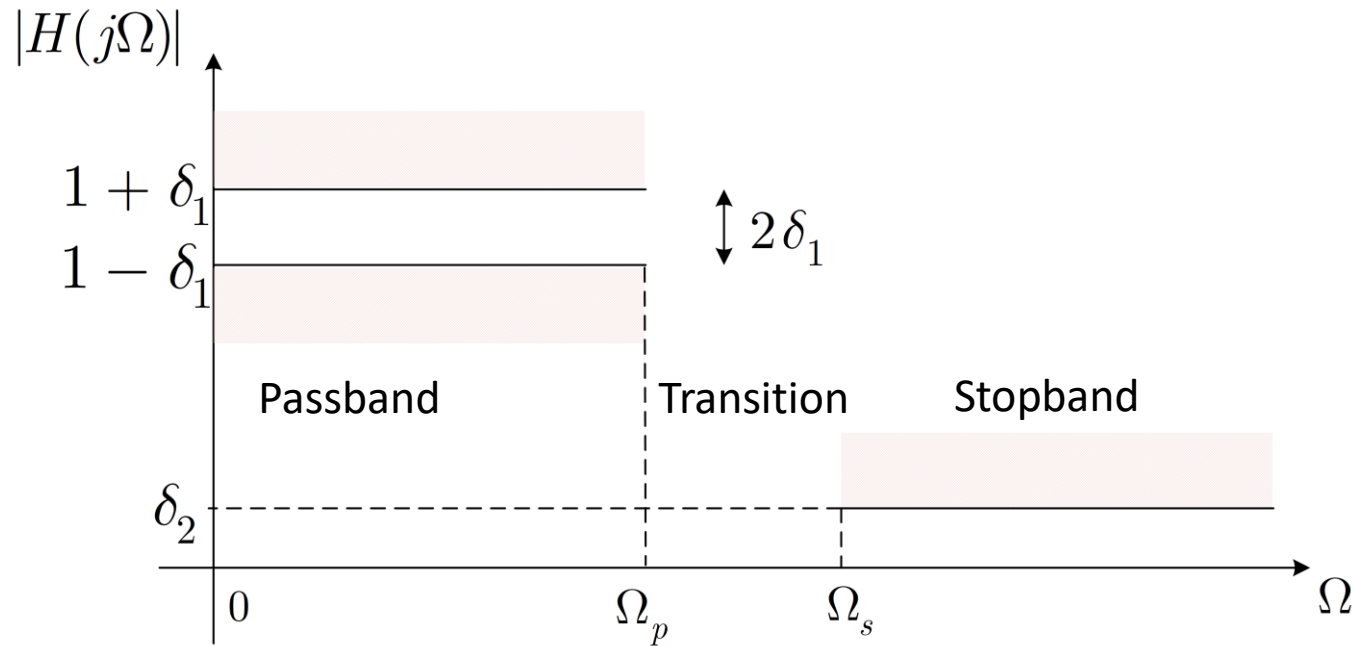 |H(jΩ)|
1 + δ₁
2δ₁
1 − δ₁
Passband Transition Stopband
δ₂
0 Ωₚ Ωₛ Ω